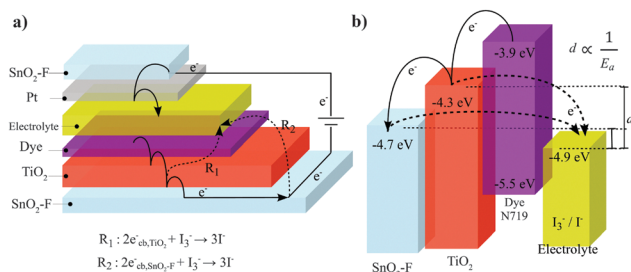 a)
SnO₂-F
Pt
Electrolyte
Dye
TiO₂
SnO₂-F
e⁻
e⁻
R₂
R₁
e⁻
e⁻
R₁ : 2e⁻cb,TiO₂ + I₃⁻ → 3I⁻
R₂ : 2e⁻cb,SnO₂-F + I₃⁻ → 3I⁻
b)
e⁻
d ∝ 1/Eₐ
-3.9 eV
-4.3 eV
e⁻
d
-4.7 eV
-4.9 eV
-5.5 eV
Dye
N719
I₃⁻ / I⁻
Electrolyte
TiO₂
SnO₂-F